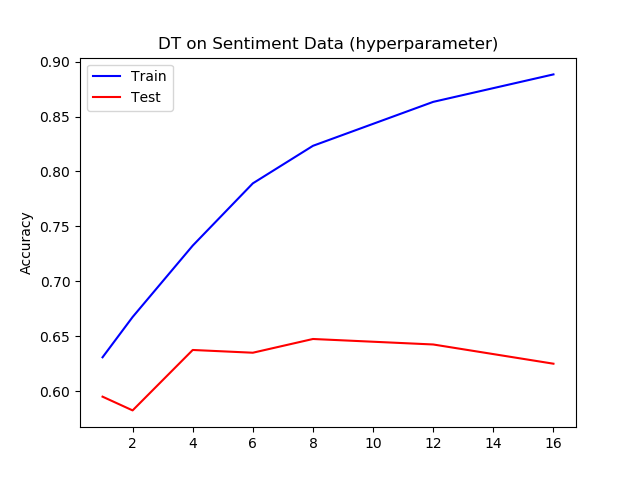 DT on Sentiment Data (hyperparameter)
Train
Test
Accuracy
0.90
0.85
0.80
0.75
0.70
0.65
0.60
2 4 6 8 10 12 14 16